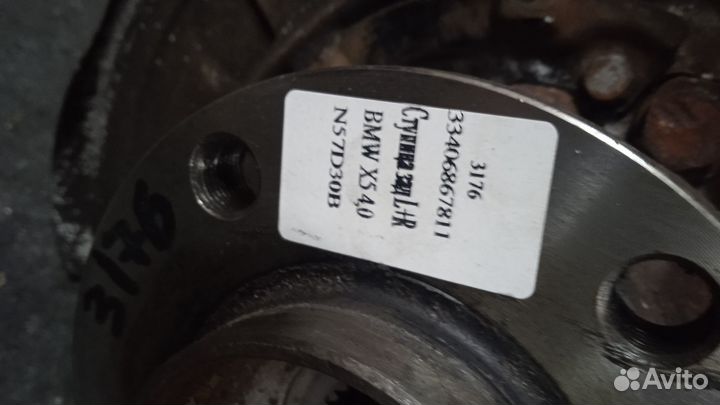 3176
33406867811
Ступица зад L+R
BMW X5 4,0
N57D30B
3176
Avito